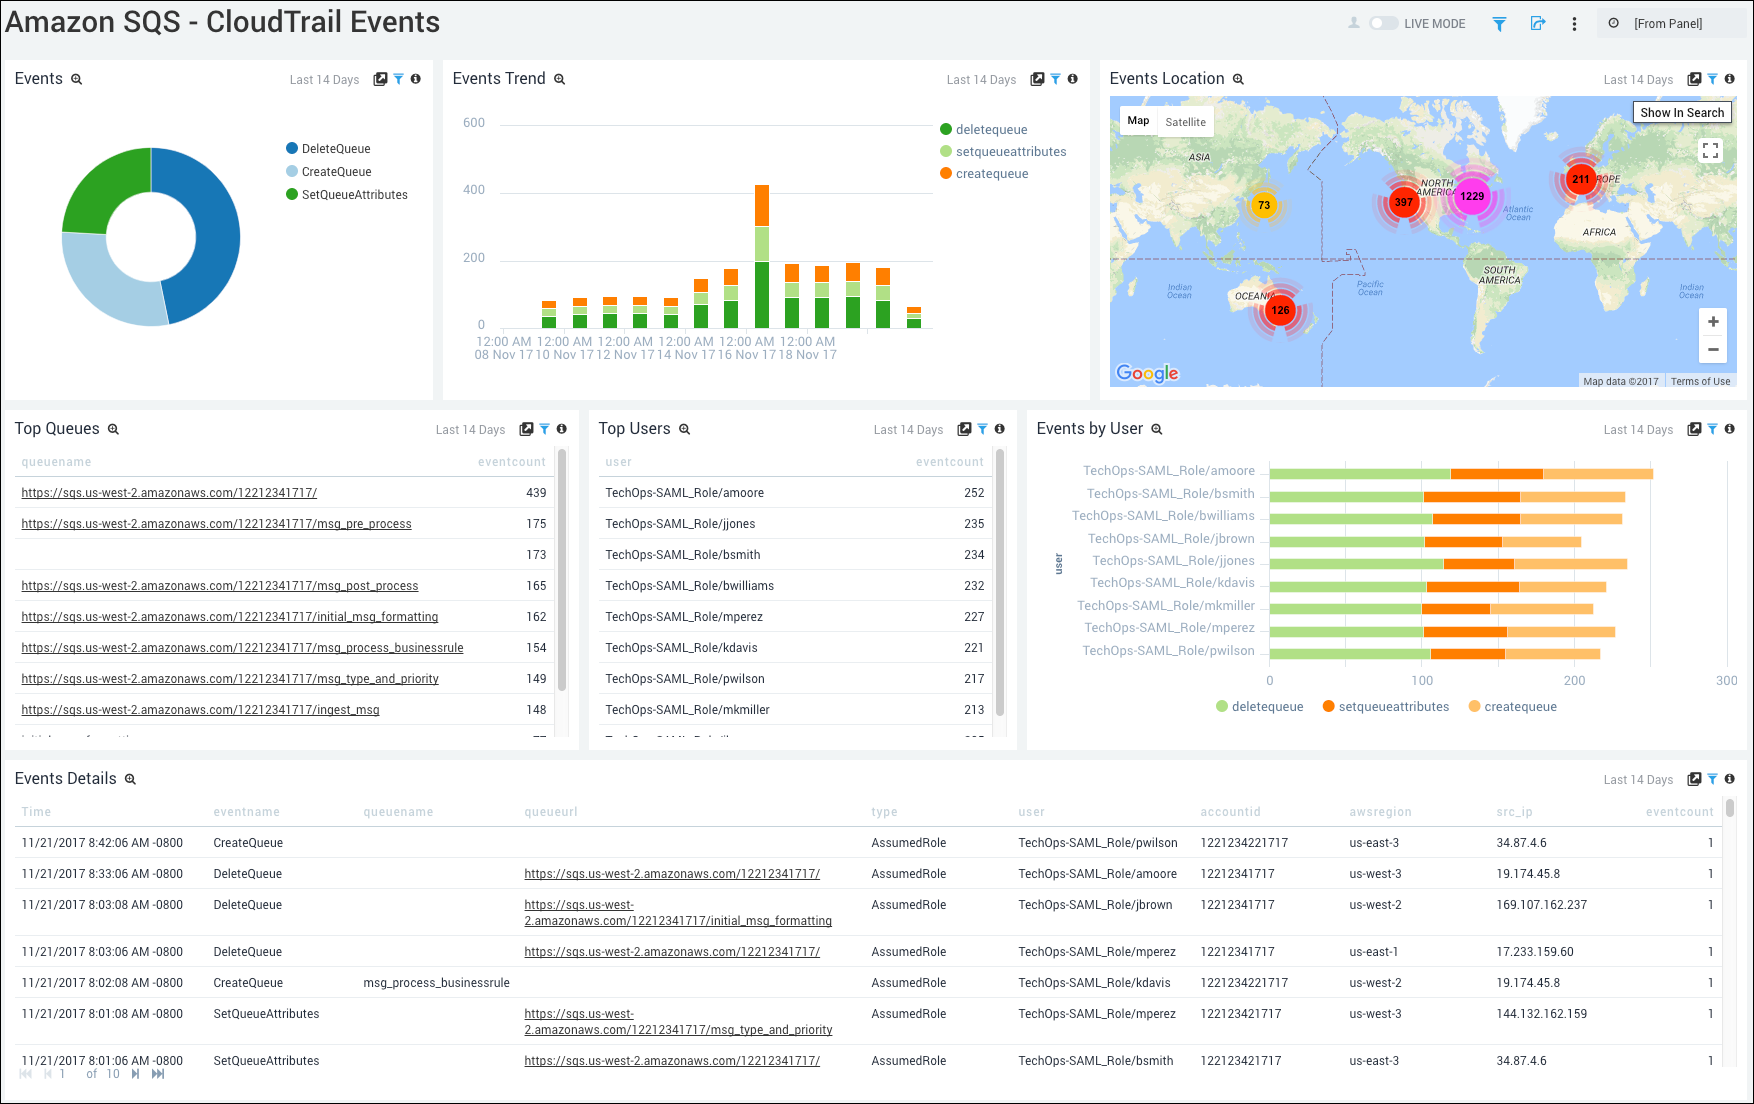 Amazon SQS - CloudTrail Events
LIVE MODE
[From Panel]
Events
Last 14 Days
DeleteQueue
CreateQueue
SetQueueAttributes
Events Trend
Last 14 Days
600
400
200
0
12:00 AM 12:00 AM 12:00 AM 12:00 AM 12:00 AM 12:00 AM
08 Nov 17 10 Nov 17 12 Nov 17 14 Nov 17 16 Nov 17 18 Nov 17
deletequeue
setqueueattributes
createqueue
Events Location
Last 14 Days
Map
Satellite
Show In Search
ASIA
NORTH
AMERICA
ROPE
Atlantic
Ocean
AFRICA
SOUTH
AMERICA
OCEANIA
Indian
Ocean
Pacific
Ocean
Indian
Ocean
73
397
1229
211
126
+
−
Google
Map data ©2017
Terms of Use
Top Queues
Last 14 Days
queuename eventcount
https://sqs.us-west-2.amazonaws.com/12212341717/ 439
https://sqs.us-west-2.amazonaws.com/12212341717/msg_pre_process 175
173
https://sqs.us-west-2.amazonaws.com/12212341717/msg_post_process 165
https://sqs.us-west-2.amazonaws.com/12212341717/initial_msg_formatting 162
https://sqs.us-west-2.amazonaws.com/12212341717/msg_process_businessrule 154
https://sqs.us-west-2.amazonaws.com/12212341717/msg_type_and_priority 149
https://sqs.us-west-2.amazonaws.com/12212341717/ingest_msg 148
Top Users
Last 14 Days
user eventcount
TechOps-SAML_Role/amoore 252
TechOps-SAML_Role/jjones 235
TechOps-SAML_Role/bsmith 234
TechOps-SAML_Role/bwilliams 232
TechOps-SAML_Role/mperez 227
TechOps-SAML_Role/kdavis 221
TechOps-SAML_Role/pwilson 217
TechOps-SAML_Role/mkmiller 213
Events by User
Last 14 Days
user
TechOps-SAML_Role/amoore
TechOps-SAML_Role/bsmith
TechOps-SAML_Role/bwilliams
TechOps-SAML_Role/jbrown
TechOps-SAML_Role/jjones
TechOps-SAML_Role/kdavis
TechOps-SAML_Role/mkmiller
TechOps-SAML_Role/mperez
TechOps-SAML_Role/pwilson
0 100 200 300
deletequeue setqueueattributes createqueue
Events Details
Last 14 Days
Time eventname queuename queueurl type user accountid awsregion src_ip eventcount
11/21/2017 8:42:06 AM -0800 CreateQueue AssumedRole TechOps-SAML_Role/pwilson 1221234221717 us-east-3 34.87.4.6 1
11/21/2017 8:33:06 AM -0800 DeleteQueue https://sqs.us-west-2.amazonaws.com/12212341717/ AssumedRole TechOps-SAML_Role/amoore 12212341717 us-west-3 19.174.45.8 1
11/21/2017 8:03:08 AM -0800 DeleteQueue https://sqs.us-west- AssumedRole TechOps-SAML_Role/jbrown 12212341717 us-west-2 169.107.162.237 1
2.amazonaws.com/12212341717/initial_msg_formatting
11/21/2017 8:03:06 AM -0800 DeleteQueue https://sqs.us-west-2.amazonaws.com/12212341717/ AssumedRole TechOps-SAML_Role/mperez 12212341717 us-east-1 17.233.159.60 1
11/21/2017 8:02:08 AM -0800 CreateQueue msg_process_businessrule AssumedRole TechOps-SAML_Role/kdavis 1221234221717 us-west-2 19.174.45.8 1
11/21/2017 8:01:08 AM -0800 SetQueueAttributes https://sqs.us-west- AssumedRole TechOps-SAML_Role/mperez 122123421717 us-west-3 144.132.162.159 1
2.amazonaws.com/12212341717/msg_type_and_priority
11/21/2017 8:01:06 AM -0800 SetQueueAttributes https://sqs.us-west-2.amazonaws.com/12212341717/ AssumedRole TechOps-SAML_Role/bsmith 122123421717 us-east-3 34.87.4.6 1
1 of 10